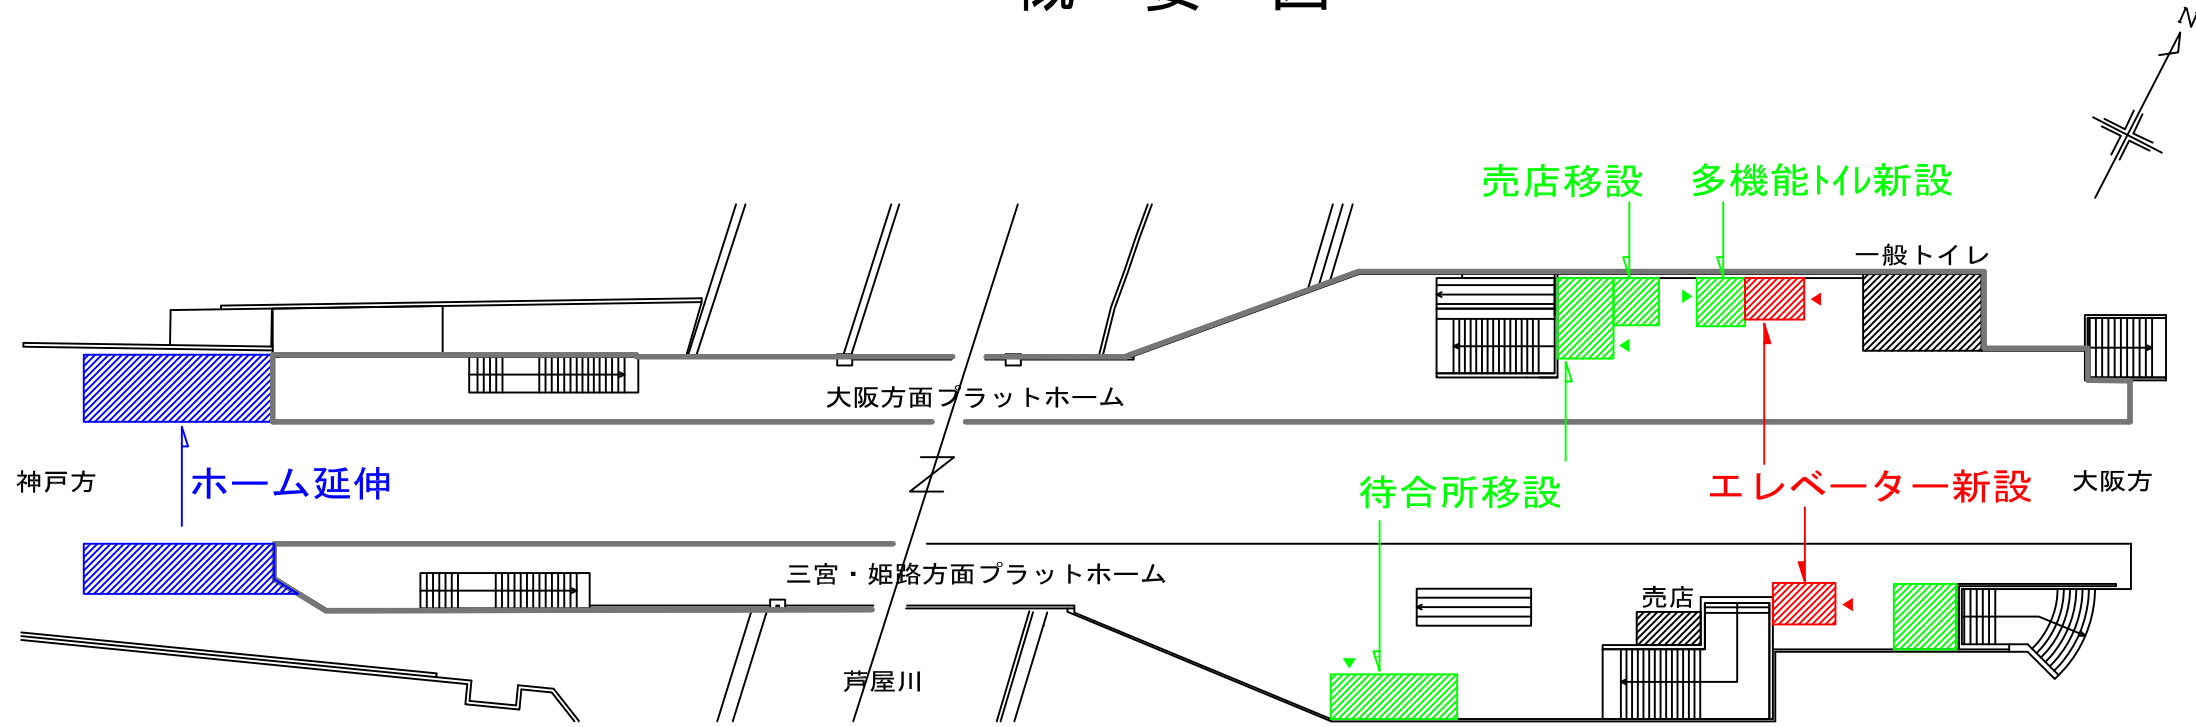 概要図
N
売店移設
多機能トイレ新設
一般トイレ
大阪方面プラットホーム
神戸方
ホーム延伸
待合所移設
エレベーター新設
大阪方
三宮・姫路方面プラットホーム
売店
芦屋川